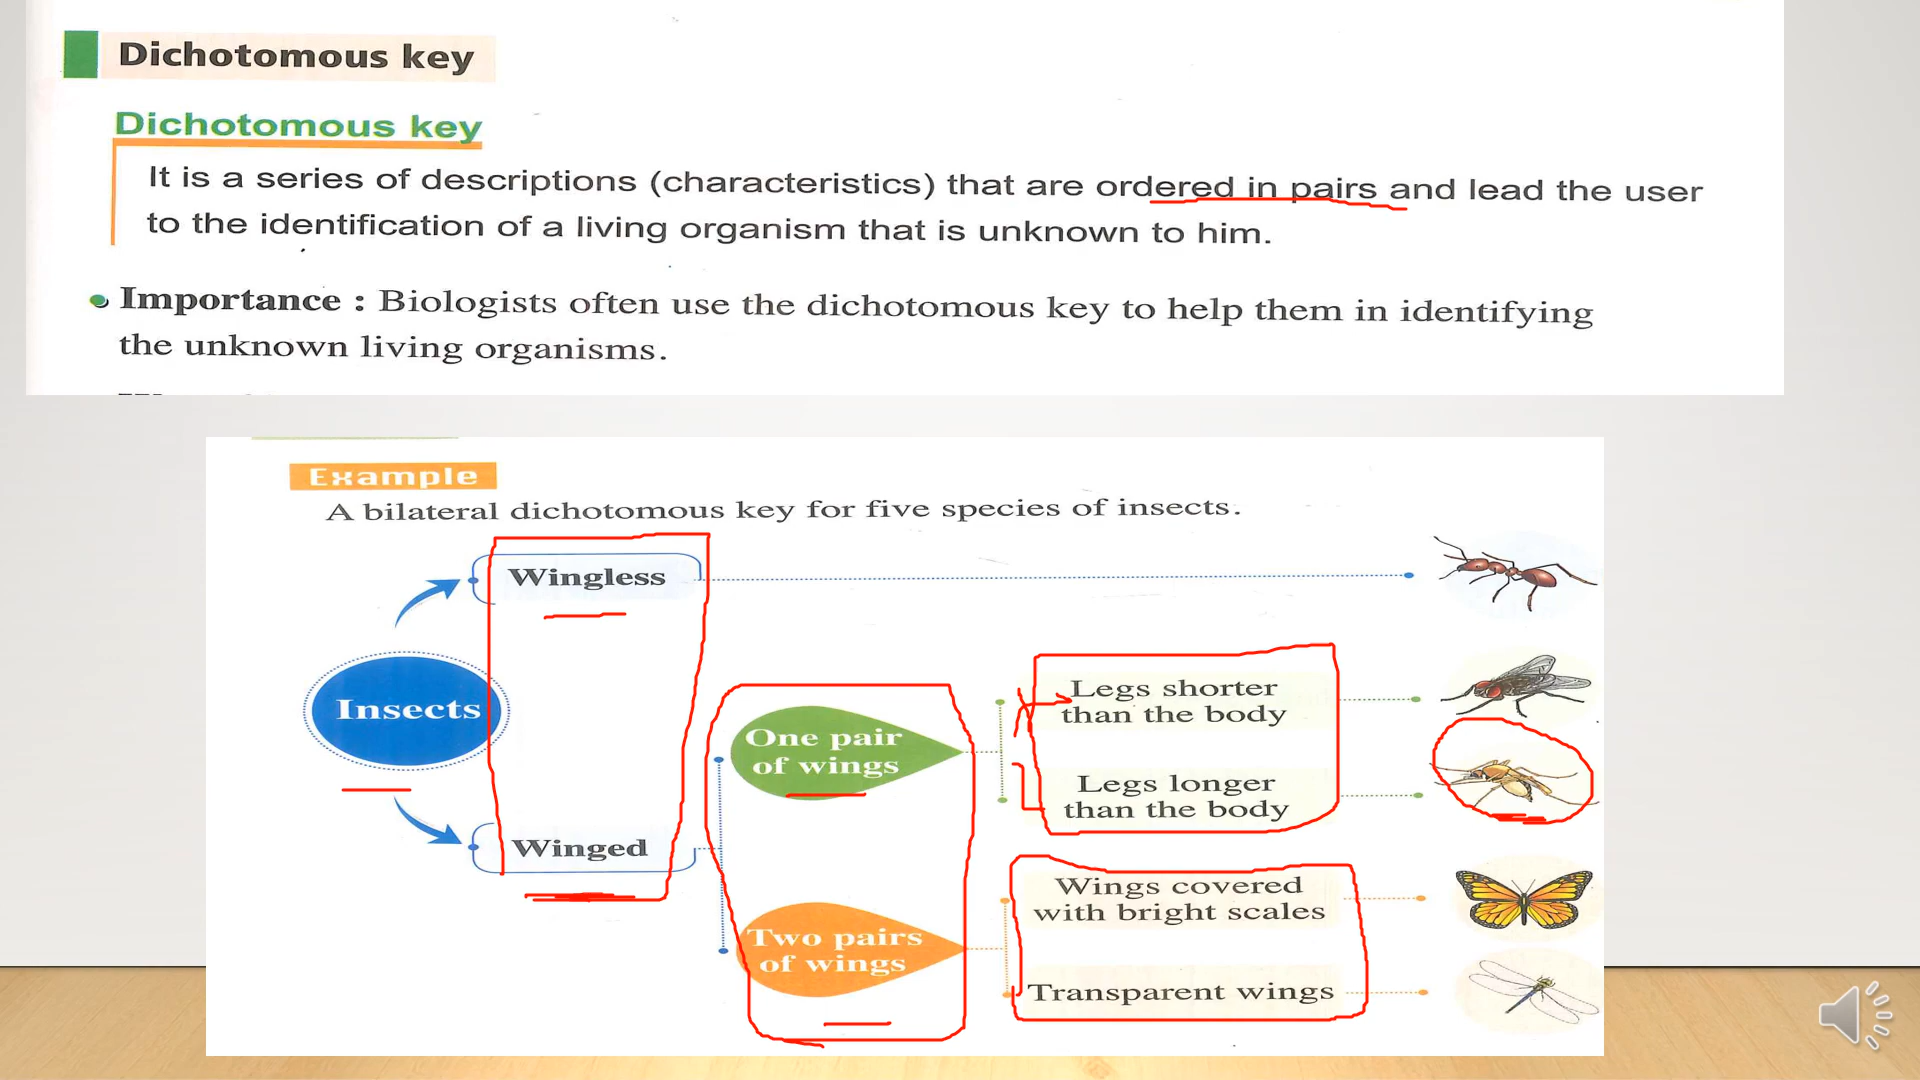 Dichotomous key
Dichotomous key
It is a series of descriptions (characteristics) that are ordered in pairs and lead the user
to the identification of a living organism that is unknown to him.
Importance : Biologists often use the dichotomous key to help them in identifying
the unknown living organisms.
Example
A bilateral dichotomous key for five species of insects.
Wingless
Insects
Winged
One pair
of wings
Two pairs
of wings
Legs shorter
than the body
Legs longer
than the body
Wings covered
with bright scales
Transparent wings